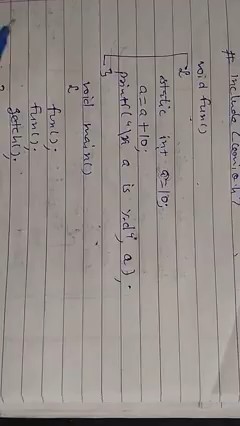 # include <conio.h>
void fun()
{
static int a=10;
a=a+10;
printf("\n a is %d", a);
}
void main()
{
fun();
fun();
getch();